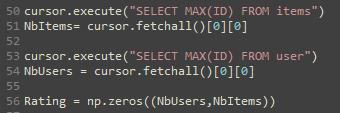 50 cursor.execute("SELECT MAX(ID) FROM items")
51 NbItems= cursor.fetchall()[0][0]
52
53 cursor.execute("SELECT MAX(ID) FROM user")
54 NbUsers = cursor.fetchall()[0][0]
55
56 Rating = np.zeros((NbUsers,NbItems))